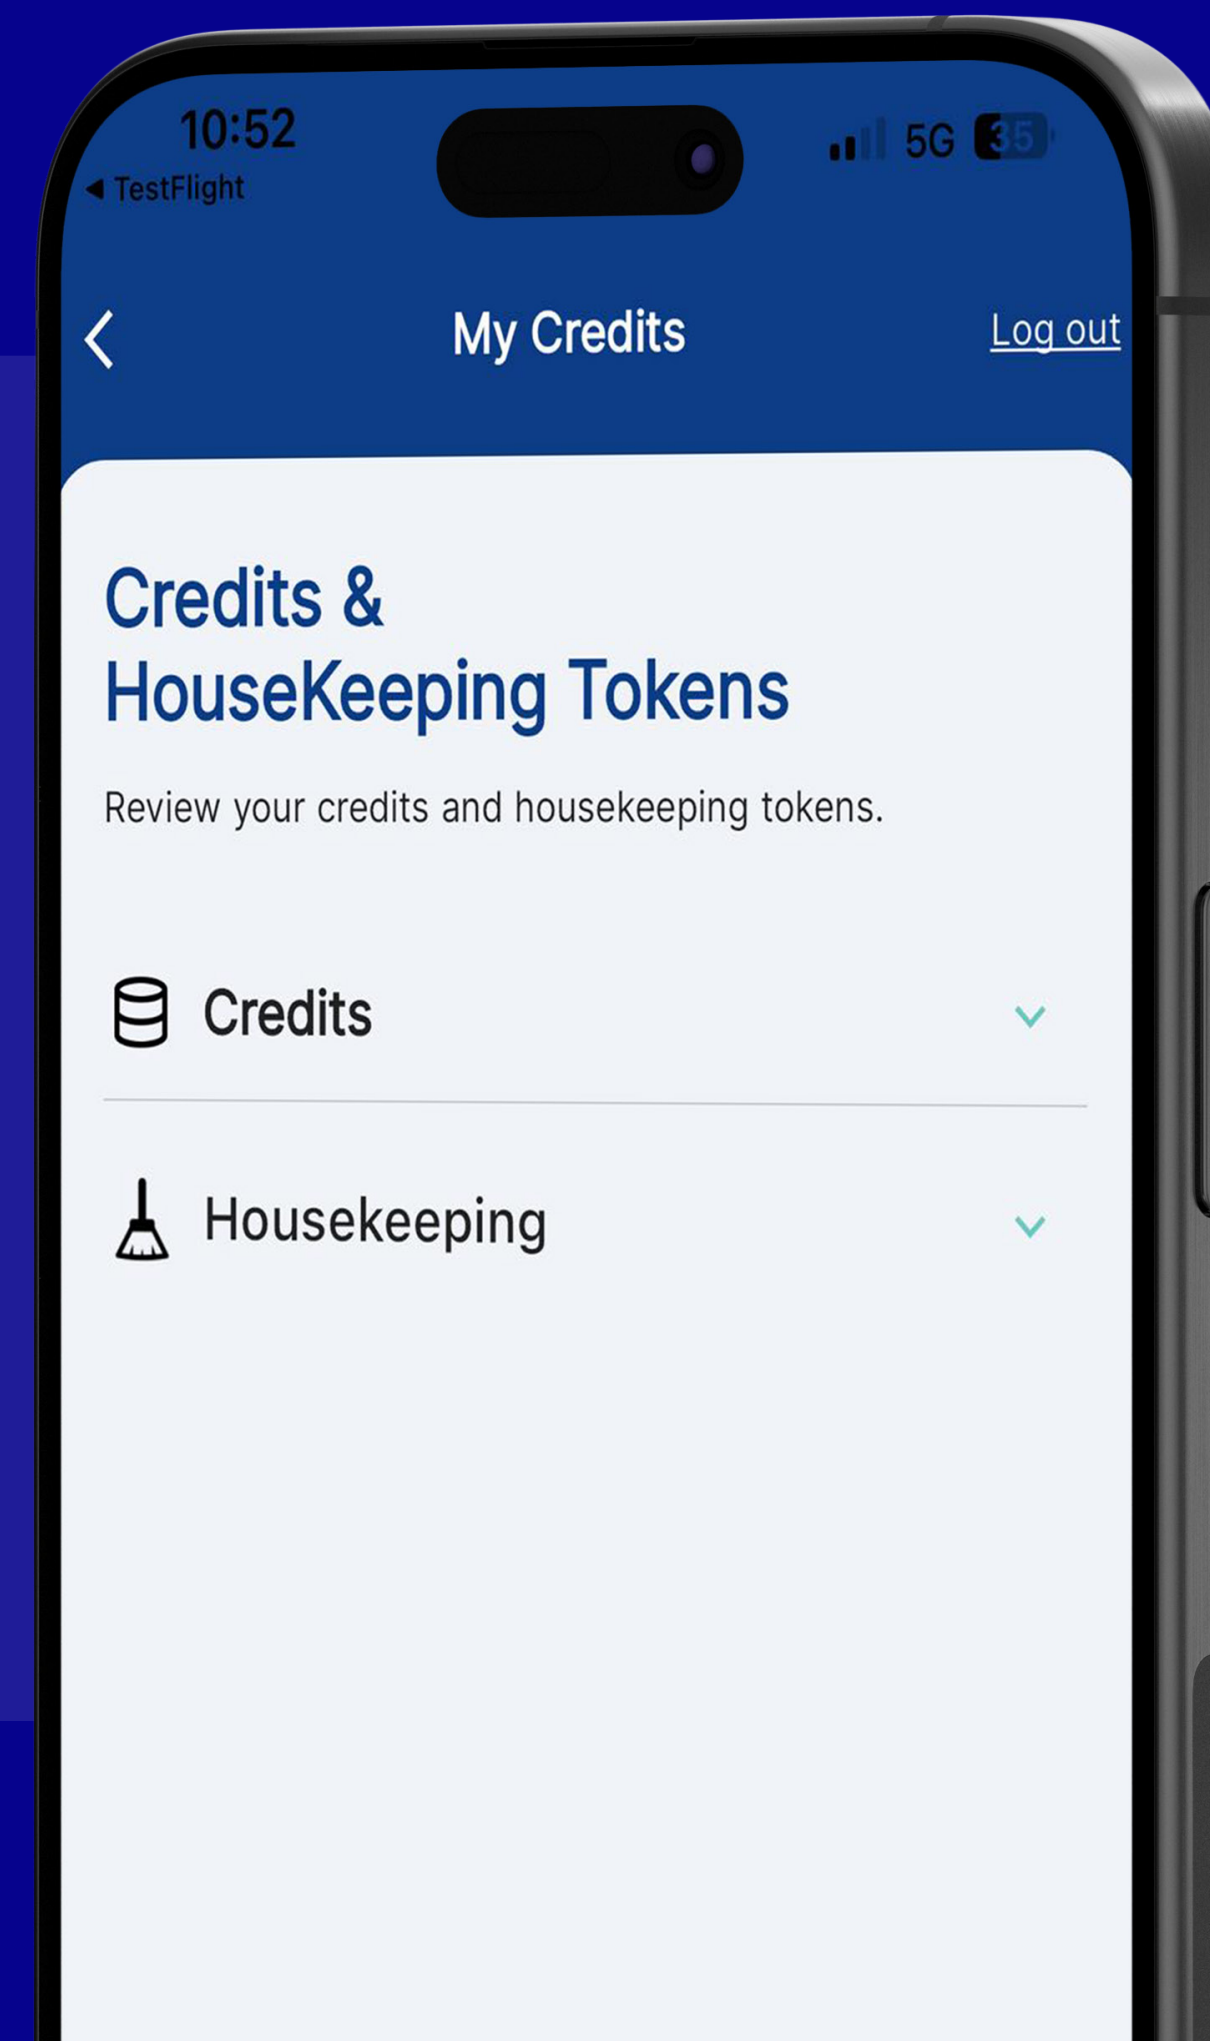 10:52
TestFlight
5G 35
My Credits
Log out
Credits &
HouseKeeping Tokens
Review your credits and housekeeping tokens.
Credits
Housekeeping